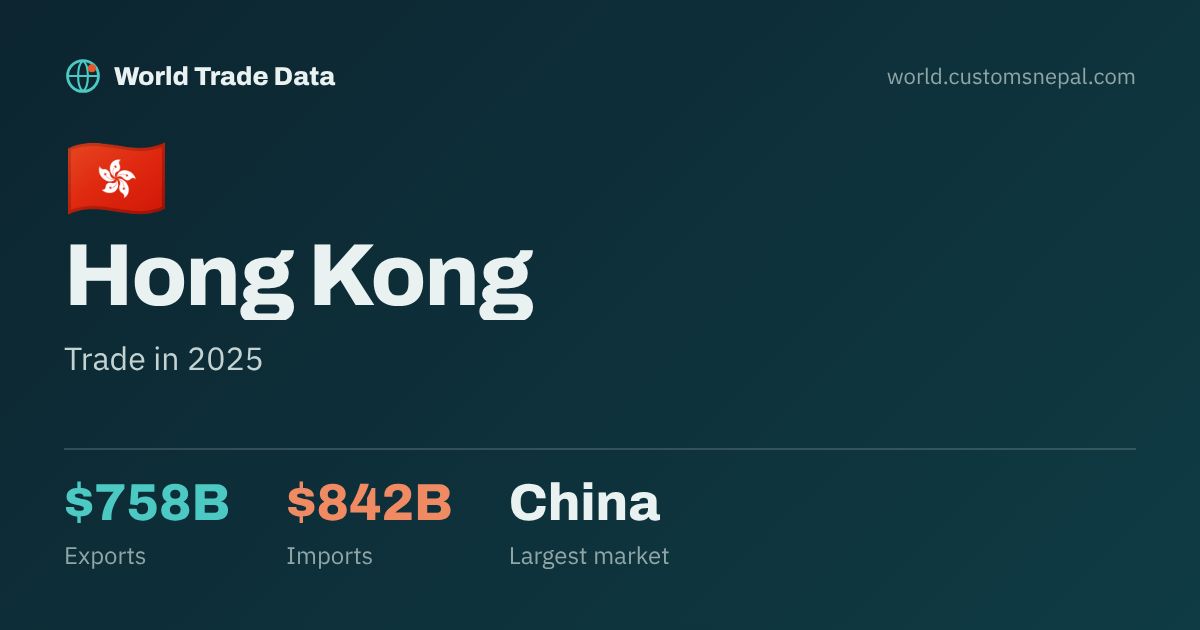 World Trade Data
world.customsnepal.com
Hong Kong
Trade in 2025
$758B $842B China
Exports Imports Largest market